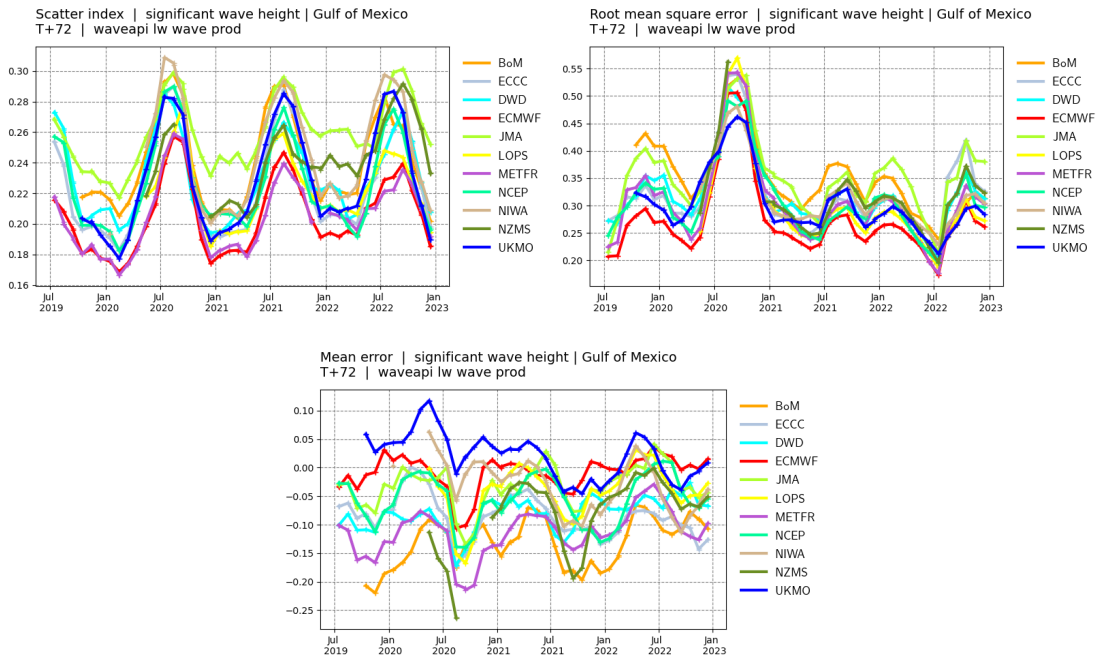 Scatter index | significant wave height | Gulf of Mexico
T+72 | waveapi lw wave prod
0.30
0.28
0.26
0.24
0.22
0.20
0.18
0.16
Jul 2019
Jan 2020
Jul 2020
Jan 2021
Jul 2021
Jan 2022
Jul 2022
Jan 2023
BoM
ECCC
DWD
ECMWF
JMA
LOPS
METFR
NCEP
NIWA
NZMS
UKMO
Root mean square error | significant wave height | Gulf of Mexico
T+72 | waveapi lw wave prod
0.55
0.50
0.45
0.40
0.35
0.30
0.25
0.20
Jul 2019
Jan 2020
Jul 2020
Jan 2021
Jul 2021
Jan 2022
Jul 2022
Jan 2023
BoM
ECCC
DWD
ECMWF
JMA
LOPS
METFR
NCEP
NIWA
NZMS
UKMO
Mean error | significant wave height | Gulf of Mexico
T+72 | waveapi lw wave prod
0.10
0.05
0.00
−0.05
−0.10
−0.15
−0.20
−0.25
Jul 2019
Jan 2020
Jul 2020
Jan 2021
Jul 2021
Jan 2022
Jul 2022
Jan 2023
BoM
ECCC
DWD
ECMWF
JMA
LOPS
METFR
NCEP
NIWA
NZMS
UKMO